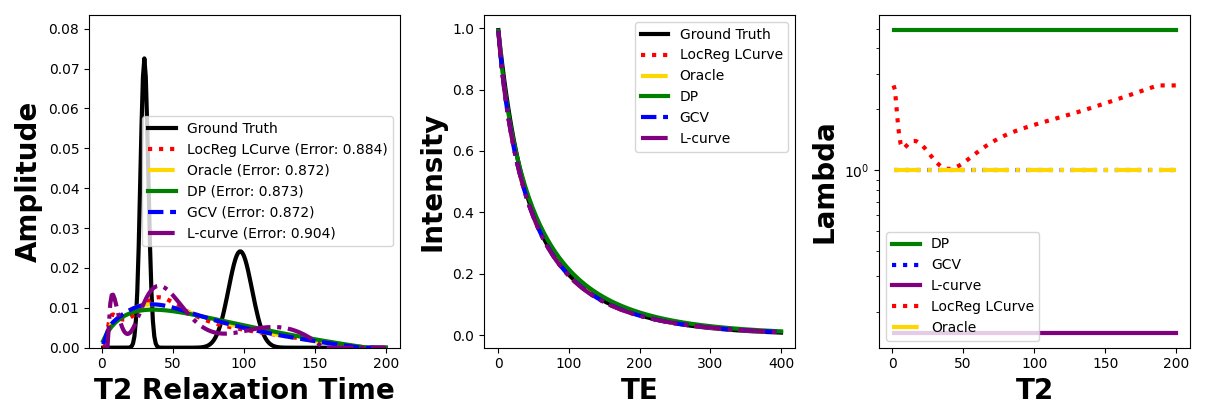 0.08
0.07
0.06
0.05
0.04
0.03
0.02
0.01
0.00
Amplitude
Ground Truth
LocReg LCurve (Error: 0.884)
Oracle (Error: 0.872)
DP (Error: 0.873)
GCV (Error: 0.872)
L-curve (Error: 0.904)
0 50 100 150 200
T2 Relaxation Time
1.0
0.8
0.6
0.4
0.2
0.0
Intensity
Ground Truth
LocReg LCurve
Oracle
DP
GCV
L-curve
0 100 200 300 400
TE
10⁰
Lambda
DP
GCV
L-curve
LocReg LCurve
Oracle
0 50 100 150 200
T2